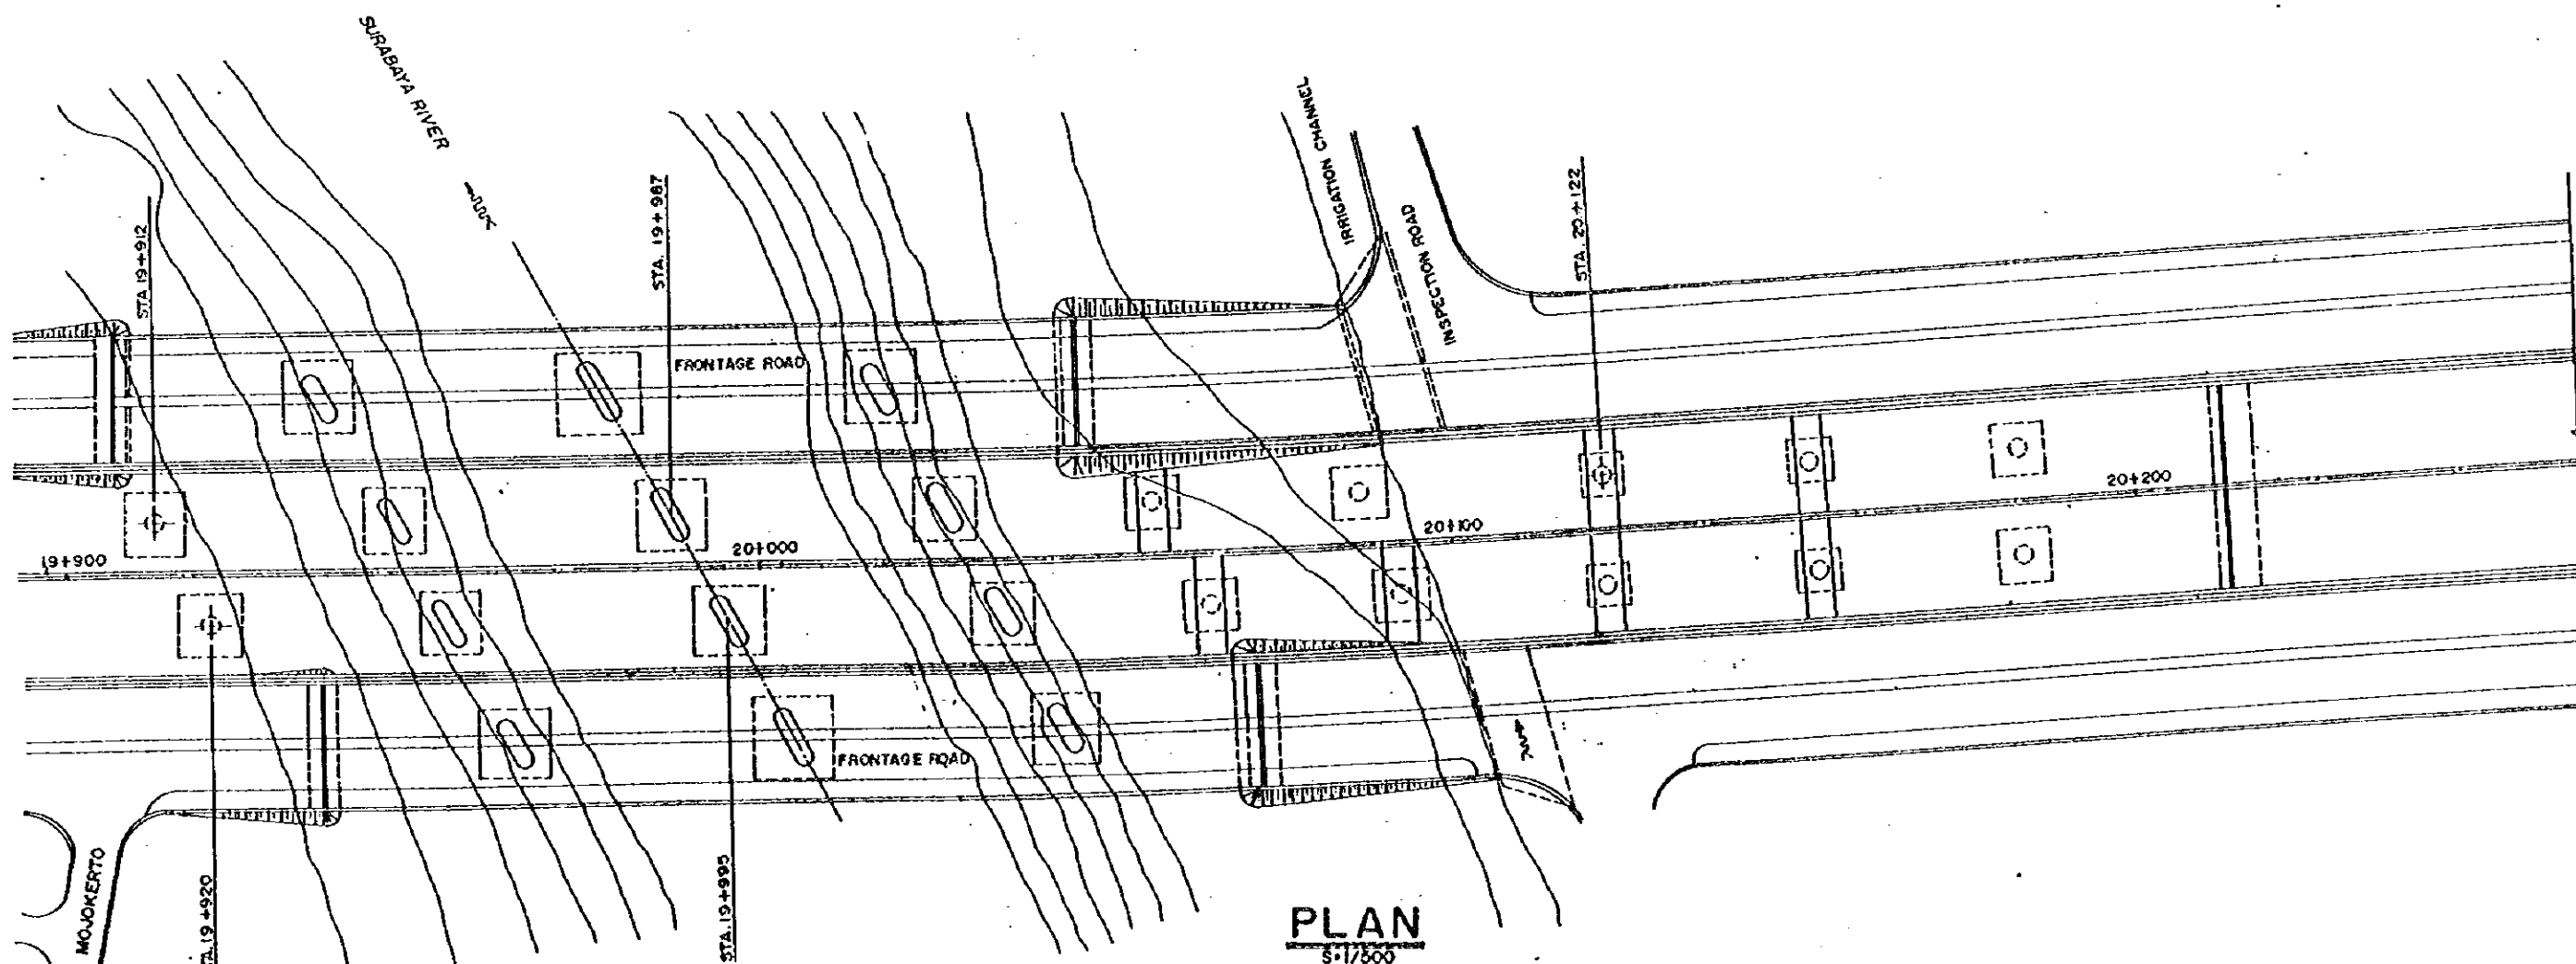 SURABAYA RIVER
STA. 19+912
STA. 19+987
IRRIGATION CHANNEL
INSPECTION ROAD
STA. 20+122
FRONTAGE ROAD
19+900
20+000
20+100
20+200
FRONTAGE ROAD
MOJOKERTO
TA. 19+920
STA. 19+995
PLAN
S=1/500